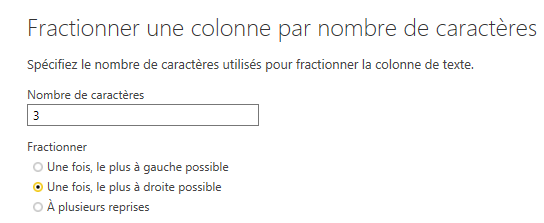 Fractionner une colonne par nombre de caractères
Spécifiez le nombre de caractères utilisés pour fractionner la colonne de texte.
Nombre de caractères
3
Fractionner
Une fois, le plus à gauche possible
Une fois, le plus à droite possible
À plusieurs reprises